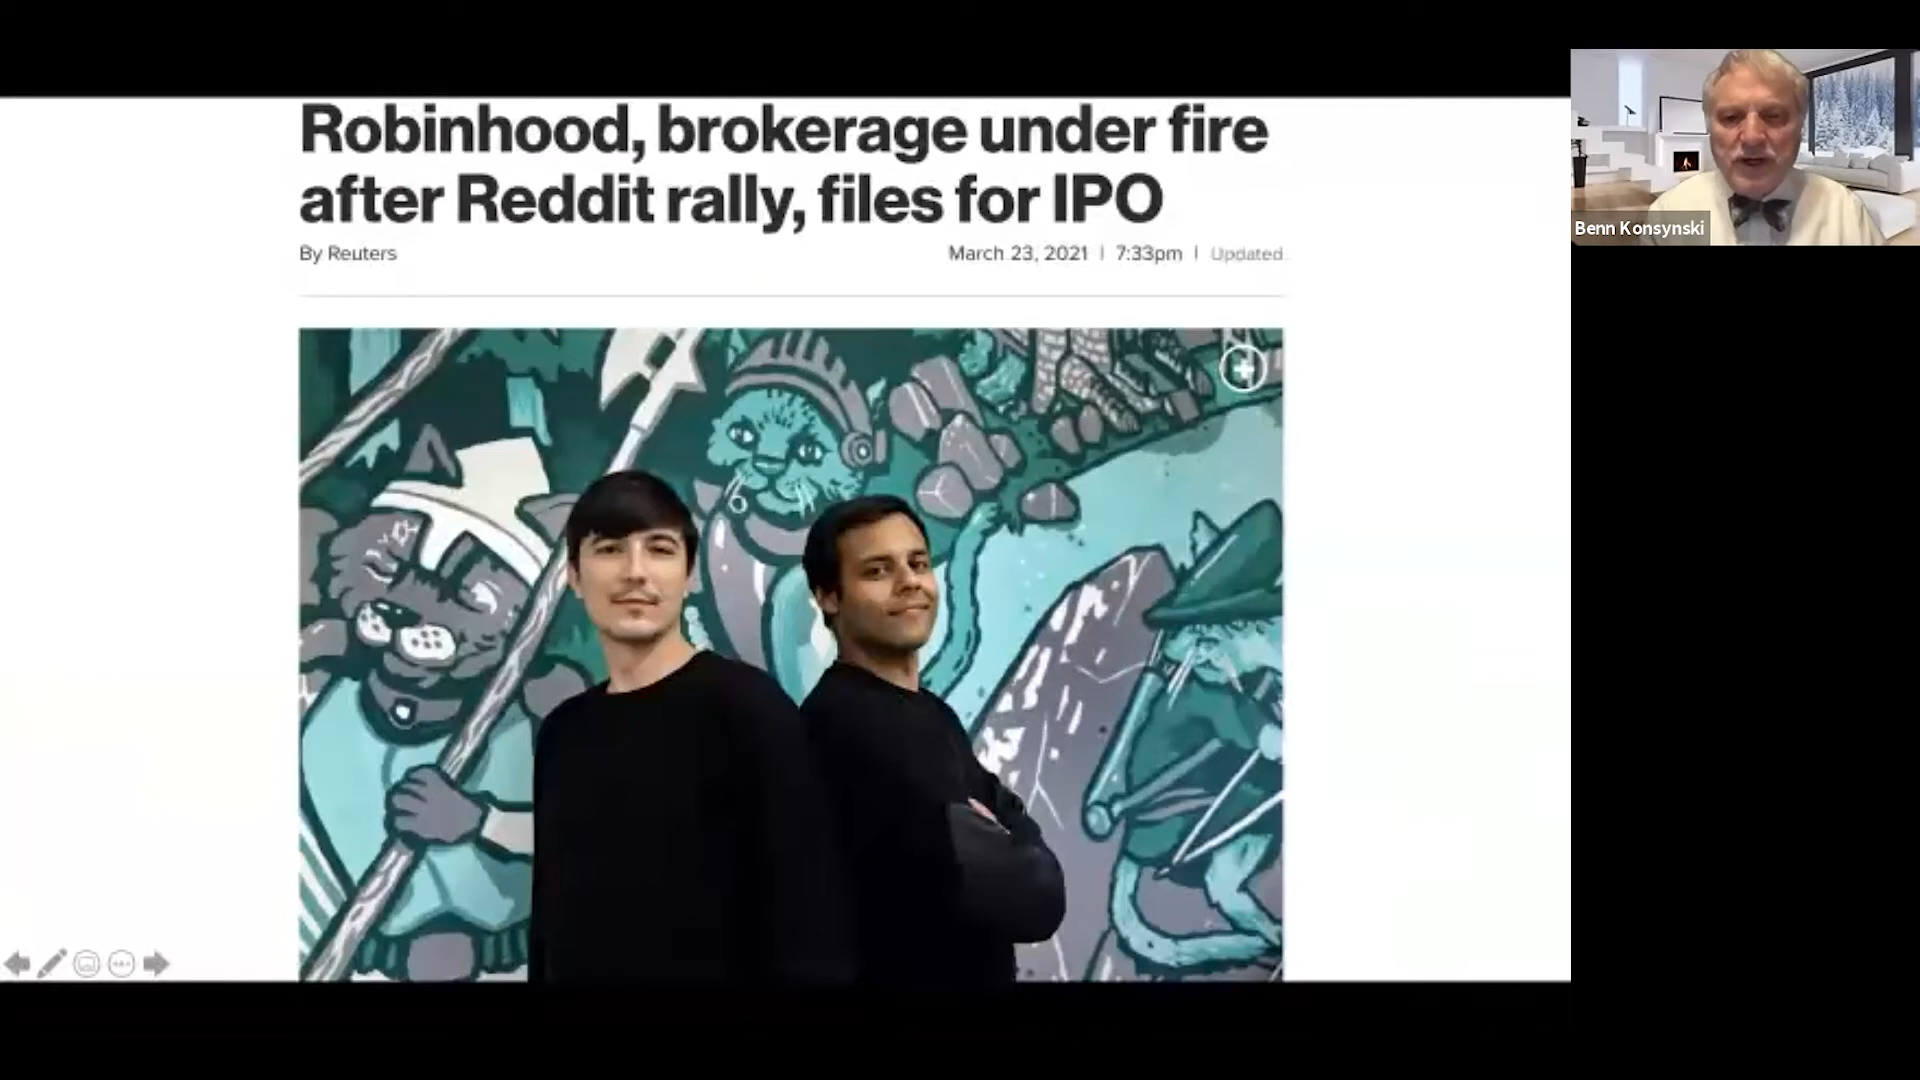 Robinhood, brokerage under fire
after Reddit rally, files for IPO
By Reuters
March 23, 2021 | 7:33pm | Updated
Benn Konsynski